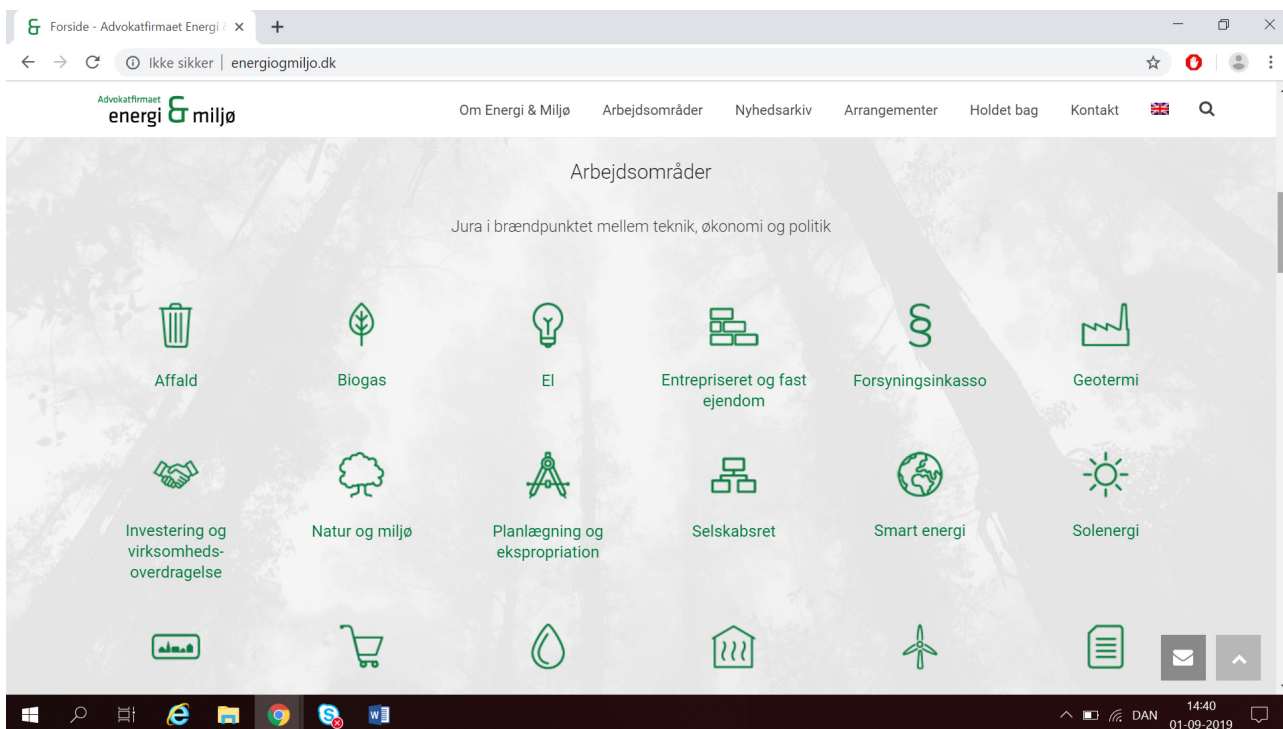 Forside - Advokatfirmaet Energi
Ikke sikker | energiogmiljo.dk
Advokatfirmaet
energi & miljø
Om Energi & Miljø Arbejdsområder Nyhedsarkiv Arrangementer Holdet bag Kontakt
Arbejdsområder
Jura i brændpunktet mellem teknik, økonomi og politik
Affald Biogas El Entrepriseret og fast Forsyningsinkasso Geotermi
ejendom
Investering og Natur og miljø Planlægning og Selskabsret Smart energi Solenergi
virksomheds- ekspropriation
overdragelse
DAN 14:40
01-09-2019